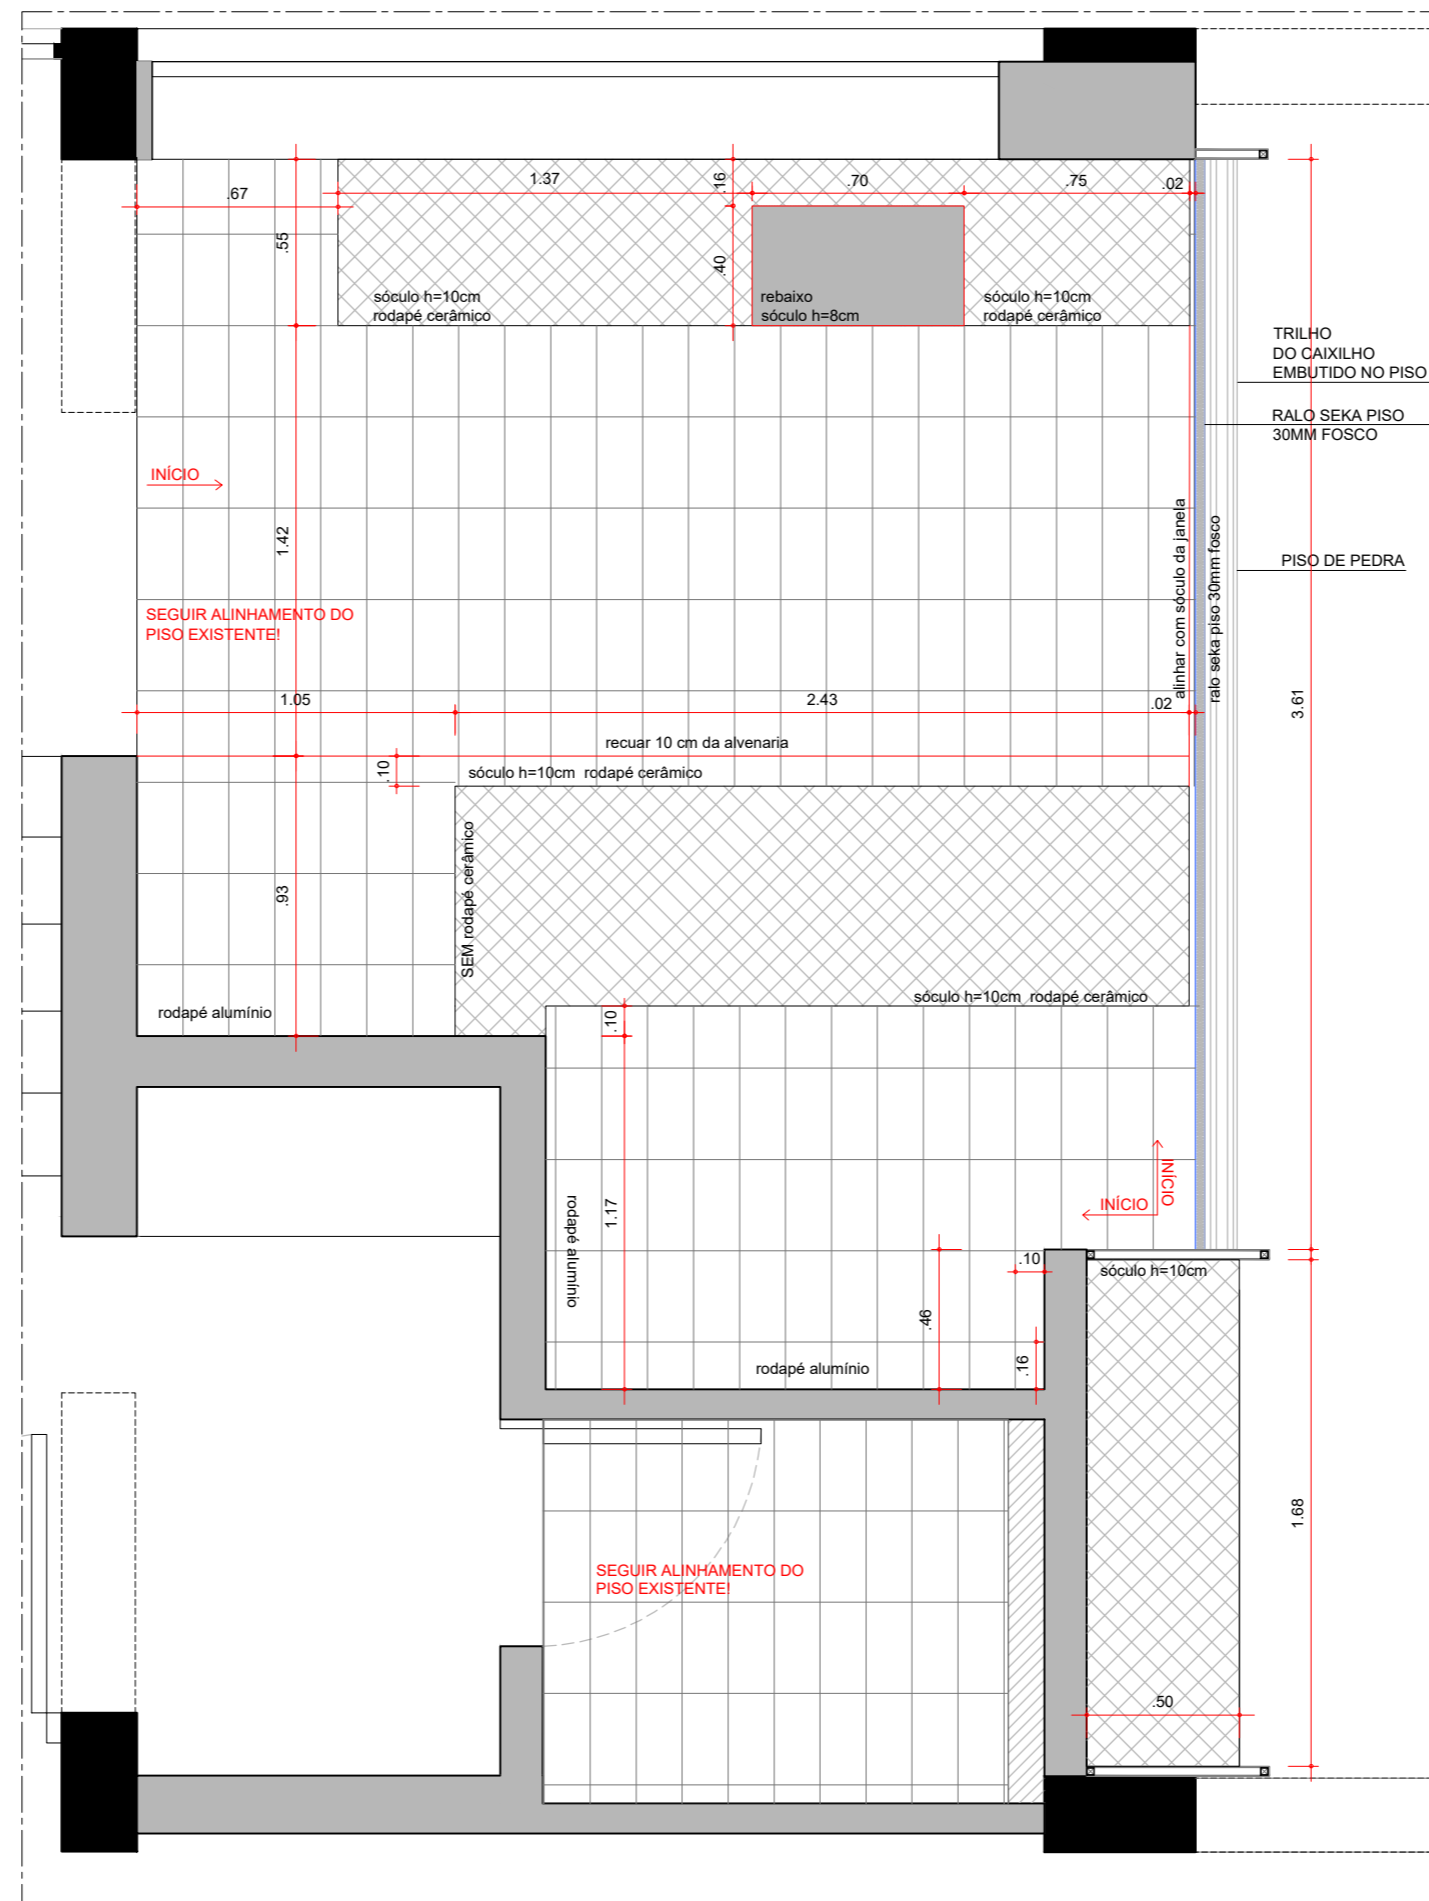 .67
.55
1.37
.16
.70
.75
.02
.40
sóculo h=10cm
rodapé cerâmico
rebaixo
sóculo h=8cm
sóculo h=10cm
rodapé cerâmico
TRILHO
DO CAIXILHO
EMBUTIDO NO PISO
RALO SEKA PISO
30MM FOSCO
INÍCIO
1.42
alinhar com sóculo da janela
ralo seka piso 30mm fosco
PISO DE PEDRA
SEGUIR ALINHAMENTO DO
PISO EXISTENTE!
1.05
2.43
.02
3.61
recuar 10 cm da alvenaria
.10
sóculo h=10cm rodapé cerâmico
SEM rodapé cerâmico
.93
sóculo h=10cm rodapé cerâmico
rodapé alumínio
.10
1.17
rodapé alumínio
INÍCIO
INÍCIO
.10
sóculo h=10cm
.46
.16
rodapé alumínio
1.68
SEGUIR ALINHAMENTO DO
PISO EXISTENTE!
.50